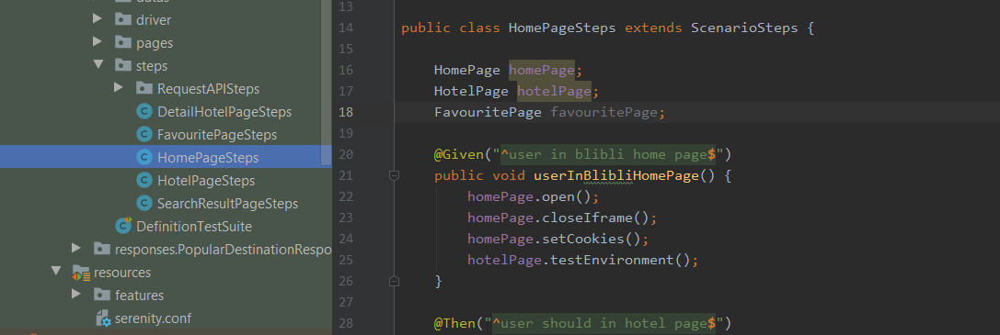 driver
pages
steps
RequestAPISteps
DetailHotelPageSteps
FavouritePageSteps
HomePageSteps
HotelPageSteps
SearchResultPageSteps
DefinitionTestSuite
responses.PopularDestinationRespo
resources
features
serenity.conf
13
14 public class HomePageSteps extends ScenarioSteps {
15
16 HomePage homePage;
17 HotelPage hotelPage;
18 FavouritePage favouritePage;
19
20 @Given("^user in blibli home page$")
21 public void userInBlibliHomePage() {
22 homePage.open();
23 homePage.closeIframe();
24 homePage.setCookies();
25 hotelPage.testEnvironment();
26 }
27
28 @Then("^user should in hotel page$")